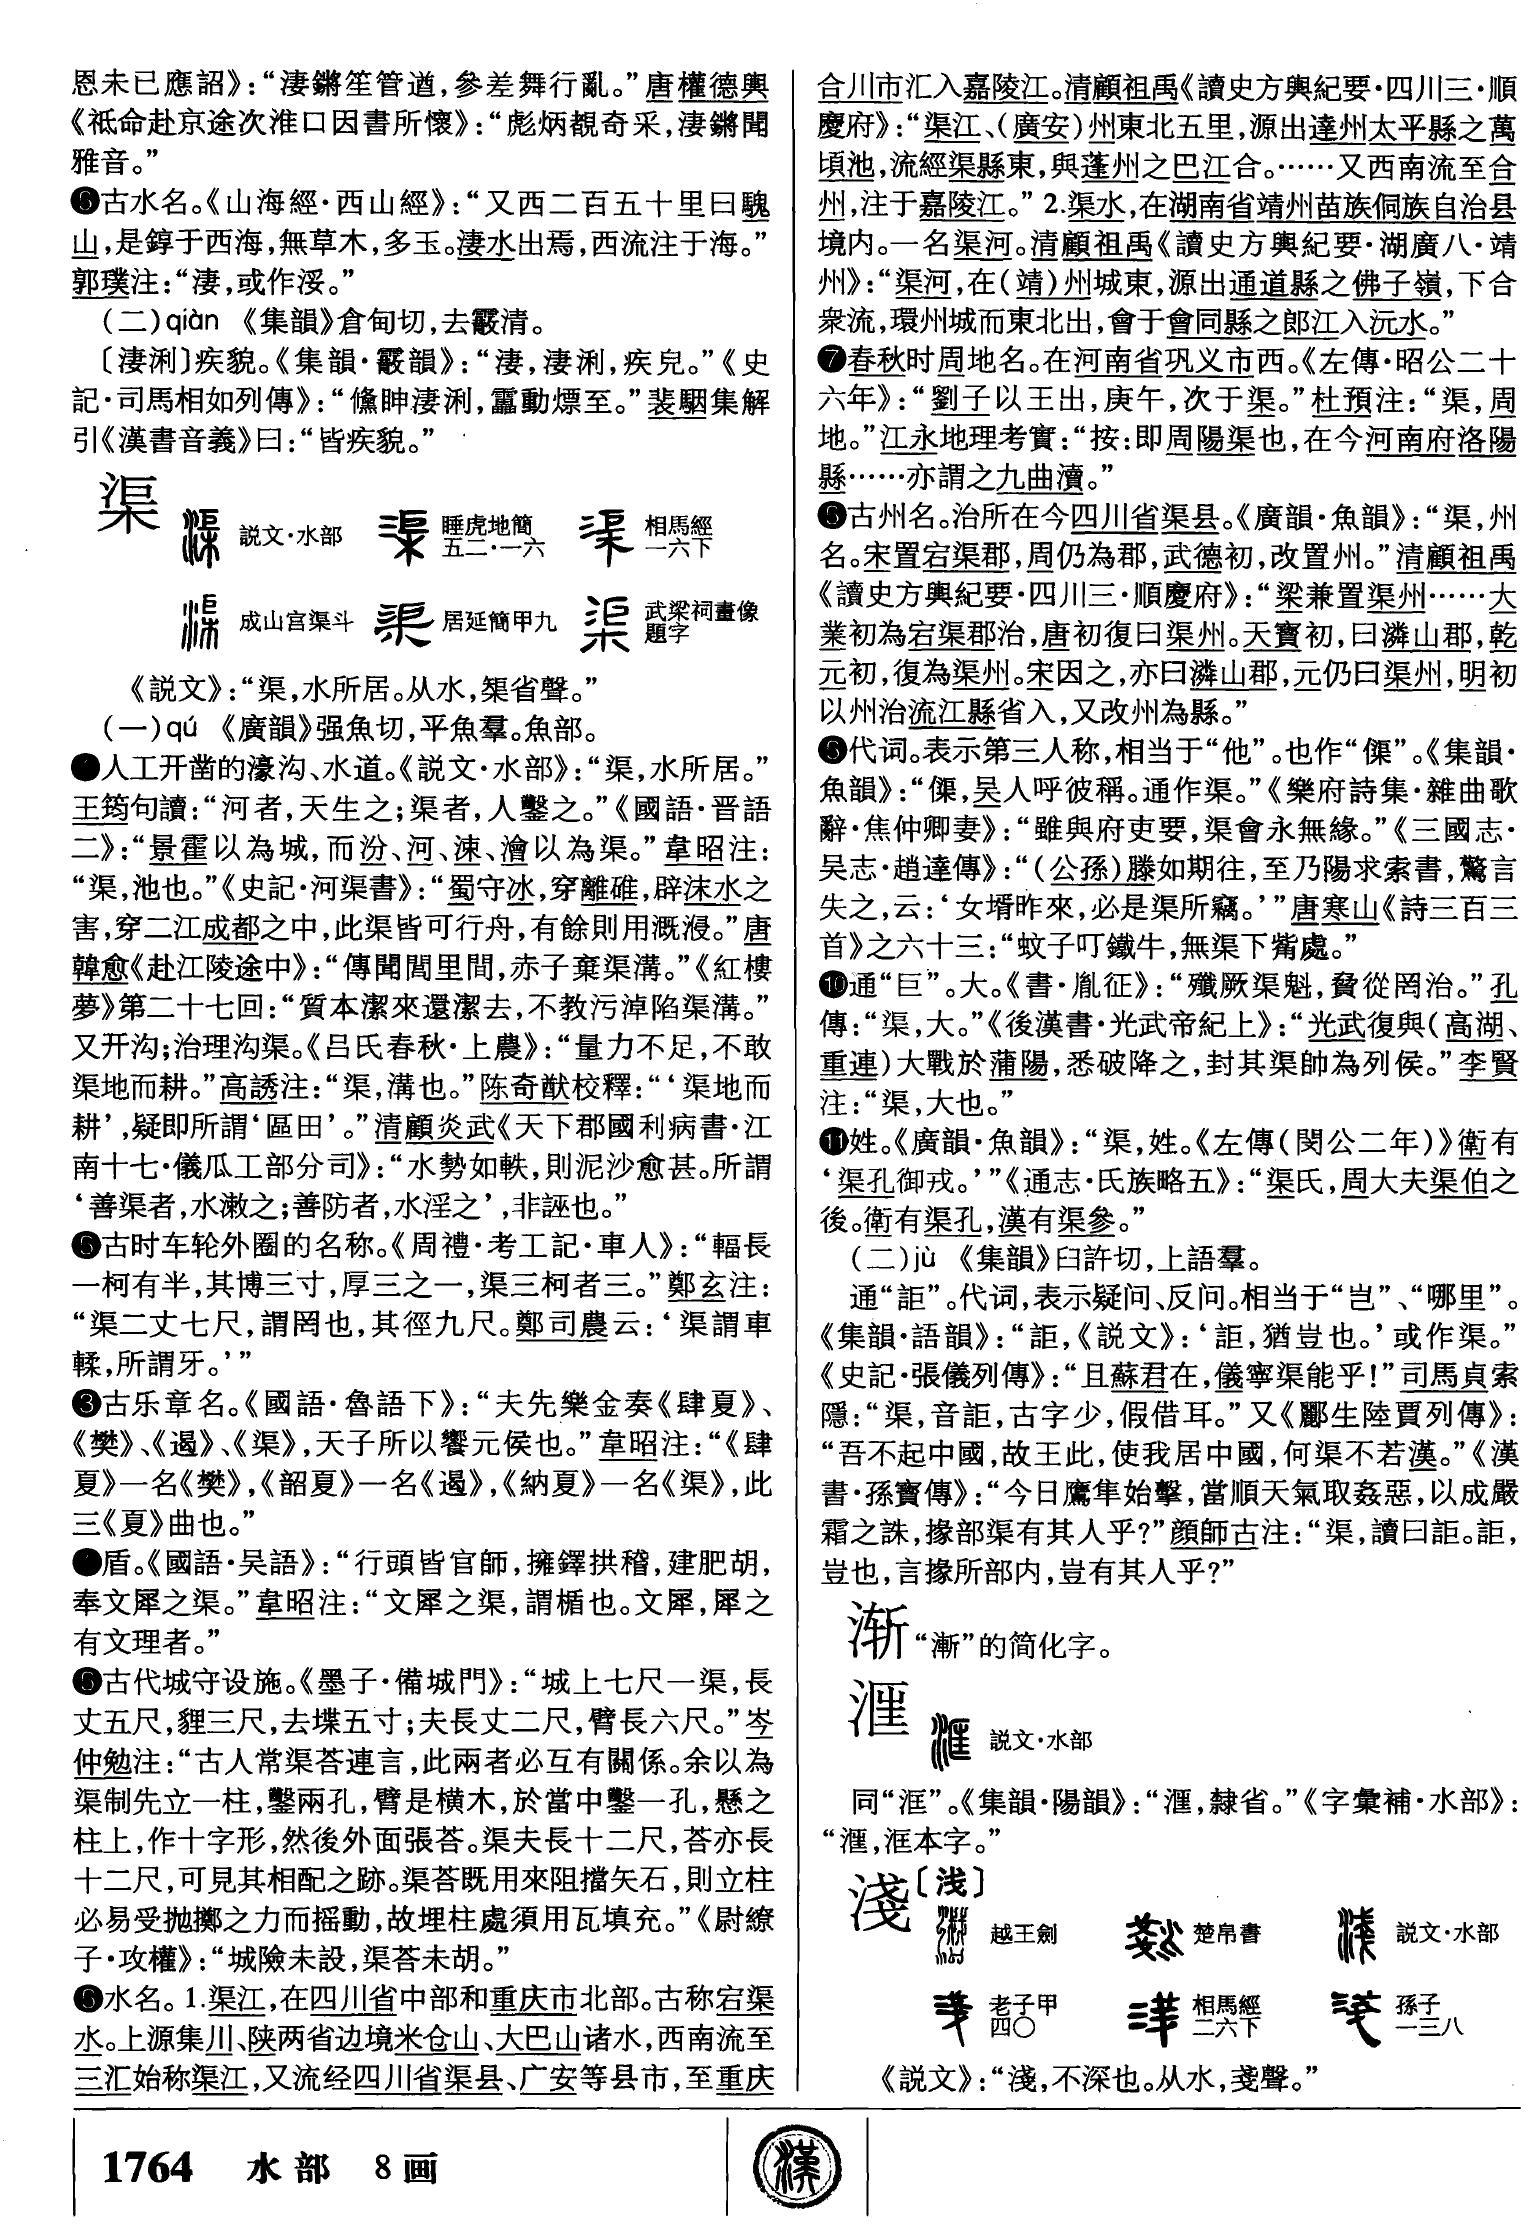 恩未已應詔》：“淒鏘笙管遒，參差舞行亂。”唐權德輿
《祗命赴京途次淮口因書所懷》：“彪炳覩奇采，淒鏘聞
雅音。”
❻古水名。《山海經·西山經》：“又西二百五十里曰騩
山，是錞于西海，無草木，多玉。淒水出焉，西流注于海。”
郭璞注：“淒，或作浽。”
（二）qiàn 《集韻》倉甸切，去霰清。
〔淒浰〕疾貌。《集韻·霰韻》：“淒，淒浰，疾皃。”《史
記·司馬相如列傳》：“儵眒淒浰，靁動熛至。”裴駰集解
引《漢書音義》曰：“皆疾貌。”
渠
説文·水部 睡虎地簡五二·一六 相馬經一六下
成山宫渠斗 居延簡甲九 武梁祠畫像題字
《説文》：“渠，水所居。从水，榘省聲。”
（一）qú 《廣韻》强魚切，平魚羣。魚部。
❶人工开凿的濠沟、水道。《説文·水部》：“渠，水所居。”
王筠句讀：“河者，天生之；渠者，人鑿之。”《國語·晋語
二》：“景霍以為城，而汾、河、涑、澮以為渠。”韋昭注：
“渠，池也。”《史記·河渠書》：“蜀守冰，穿離碓，辟沫水之
害，穿二江成都之中，此渠皆可行舟，有餘則用溉浸。”唐
韓愈《赴江陵途中》：“傳聞閭里間，赤子棄渠溝。”《紅樓
夢》第二十七回：“質本潔來還潔去，不教污淖陷渠溝。”
又开沟；治理沟渠。《吕氏春秋·上農》：“量力不足，不敢
渠地而耕。”高誘注：“渠，溝也。”陈奇猷校釋：“‘渠地而
耕’，疑即所謂‘區田’。”清顧炎武《天下郡國利病書·江
南十七·儀瓜工部分司》：“水勢如軼，則泥沙愈甚。所謂
‘善渠者，水漱之；善防者，水淫之’，非誣也。”
❷古时车轮外圈的名称。《周禮·考工記·車人》：“輻長
一柯有半，其博三寸，厚三之一，渠三柯者三。”鄭玄注：
“渠二丈七尺，謂罔也，其徑九尺。鄭司農云：‘渠謂車
輮，所謂牙。’”
❸古乐章名。《國語·魯語下》：“夫先樂金奏《肆夏》、
《樊》、《遏》、《渠》，天子所以饗元侯也。”韋昭注：“《肆
夏》一名《樊》，《韶夏》一名《遏》，《納夏》一名《渠》，此
三《夏》曲也。”
❹盾。《國語·吴語》：“行頭皆官師，擁鐸拱稽，建肥胡，
奉文犀之渠。”韋昭注：“文犀之渠，謂楯也。文犀，犀之
有文理者。”
❺古代城守设施。《墨子·備城門》：“城上七尺一渠，長
丈五尺，貍三尺，去堞五寸；夫長丈二尺，臂長六尺。”岑
仲勉注：“古人常渠荅連言，此兩者必互有關係。余以為
渠制先立一柱，鑿兩孔，臂是横木，於當中鑿一孔，懸之
柱上，作十字形，然後外面張荅。渠夫長十二尺，荅亦長
十二尺，可見其相配之跡。渠荅既用來阻擋矢石，則立柱
必易受抛擲之力而摇動，故埋柱處須用瓦填充。”《尉繚
子·攻權》：“城險未設，渠荅未胡。”
❻水名。1.渠江，在四川省中部和重庆市北部。古称宕渠
水。上源集川、陕两省边境米仓山、大巴山诸水，西南流至
三汇始称渠江，又流经四川省渠县、广安等县市，至重庆
合川市汇入嘉陵江。清顧祖禹《讀史方輿紀要·四川三·順
慶府》：“渠江、（廣安）州東北五里，源出達州太平縣之萬
頃池，流經渠縣東，與蓬州之巴江合。……又西南流至合
州，注于嘉陵江。”2.渠水，在湖南省靖州苗族侗族自治县
境内。一名渠河。清顧祖禹《讀史方輿紀要·湖廣八·靖
州》：“渠河，在（靖）州城東，源出通道縣之佛子嶺，下合
衆流，環州城而東北出，會于會同縣之郎江入沅水。”
❼春秋时周地名。在河南省巩义市西。《左傳·昭公二十
六年》：“劉子以王出，庚午，次于渠。”杜預注：“渠，周
地。”江永地理考實：“按：即周陽渠也，在今河南府洛陽
縣……亦謂之九曲瀆。”
❽古州名。治所在今四川省渠县。《廣韻·魚韻》：“渠，州
名。宋置宕渠郡，周仍為郡，武德初，改置州。”清顧祖禹
《讀史方輿紀要·四川三·順慶府》：“梁兼置渠州……大
業初為宕渠郡治，唐初復曰渠州。天寶初，曰潾山郡，乾
元初，復為渠州。宋因之，亦曰潾山郡，元仍曰渠州，明初
以州治流江縣省入，又改州為縣。”
❾代词。表示第三人称，相当于“他”。也作“㑳”。《集韻·
魚韻》：“㑳，吴人呼彼稱。通作渠。”《樂府詩集·雜曲歌
辭·焦仲卿妻》：“雖與府吏要，渠會永無緣。”《三國志·
吴志·趙達傳》：“（公孫）滕如期往，至乃陽求索書，驚言
失之，云：‘女壻昨來，必是渠所竊。’”唐寒山《詩三百三
首》之六十三：“蚊子叮鐵牛，無渠下觜處。”
❿通“巨”。大。《書·胤征》：“殲厥渠魁，脅從罔治。”孔
傳：“渠，大。”《後漢書·光武帝紀上》：“光武復與（高湖、
重連）大戰於蒲陽，悉破降之，封其渠帥為列侯。”李賢
注：“渠，大也。”
⓫姓。《廣韻·魚韻》：“渠，姓。《左傳（閔公二年）》衛有
‘渠孔御戎。’”《通志·氏族略五》：“渠氏，周大夫渠伯之
後。衛有渠孔，漢有渠參。”
（二）jù 《集韻》臼許切，上語羣。
通“詎”。代词，表示疑问、反问。相当于“岂”、“哪里”。
《集韻·語韻》：“詎，《説文》：‘詎，猶豈也。’或作渠。”
《史記·張儀列傳》：“且蘇君在，儀寧渠能乎！”司馬貞索
隱：“渠，音詎，古字少，假借耳。”又《酈生陸賈列傳》：
“吾不起中國，故王此，使我居中國，何渠不若漢。”《漢
書·孫寶傳》：“今日鷹隼始擊，當順天氣取姦惡，以成嚴
霜之誅，掾部渠有其人乎？”顔師古注：“渠，讀曰詎。詎，
豈也，言掾所部内，豈有其人乎？”
渐“漸”的简化字。
滙
説文·水部
同“洭”。《集韻·陽韻》：“滙，隸省。”《字彙補·水部》：
“滙，洭本字。”
淺〔浅〕
越王劍 楚帛書 説文·水部
老子甲四〇 相馬經二六下 孫子一三八
《説文》：“淺，不深也。从水，戔聲。”
1764 水部 8画
漢